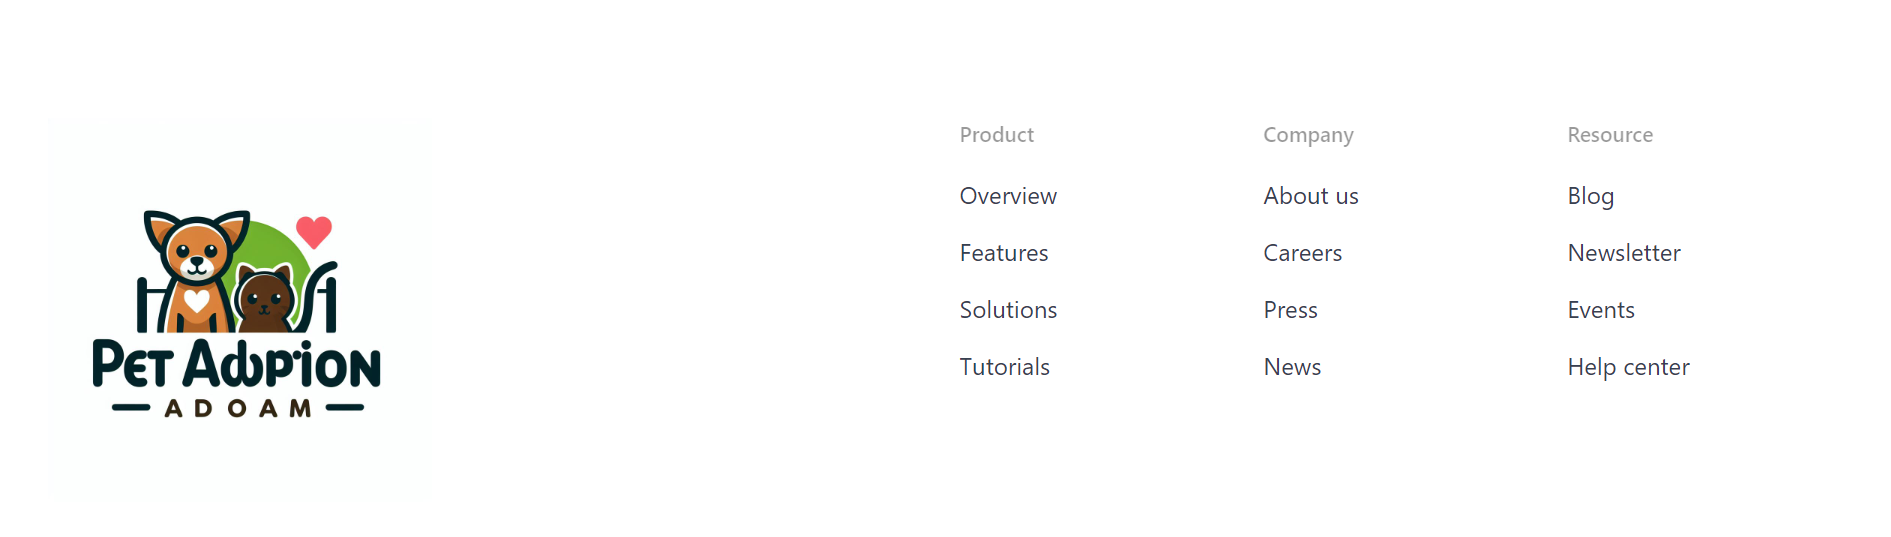 PET ADOPTION
ADOAM
Product
Overview
Features
Solutions
Tutorials
Company
About us
Careers
Press
News
Resource
Blog
Newsletter
Events
Help center